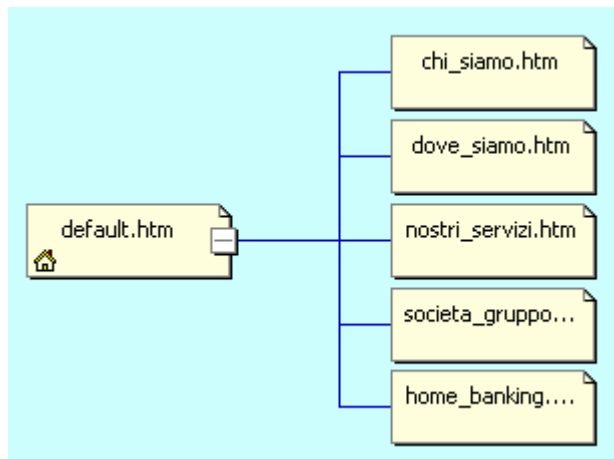 chi_siamo.htm
dove_siamo.htm
default.htm
nostri_servizi.htm
societa_gruppo...
home_banking....